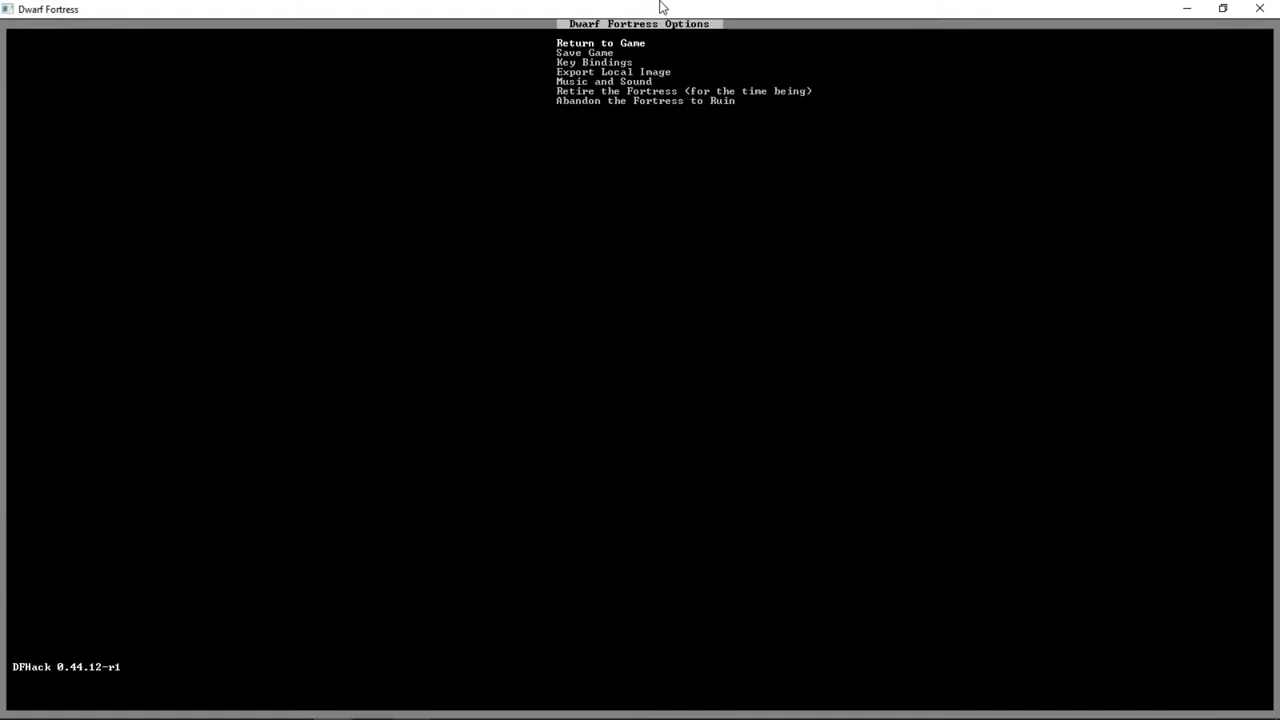 Dwarf Fortress
Dwarf Fortress Options
Return to Game
Save Game
Key Bindings
Export Local Image
Music and Sound
Retire the Fortress (for the time being)
Abandon the Fortress to Ruin
DFHack 0.44.12-r1